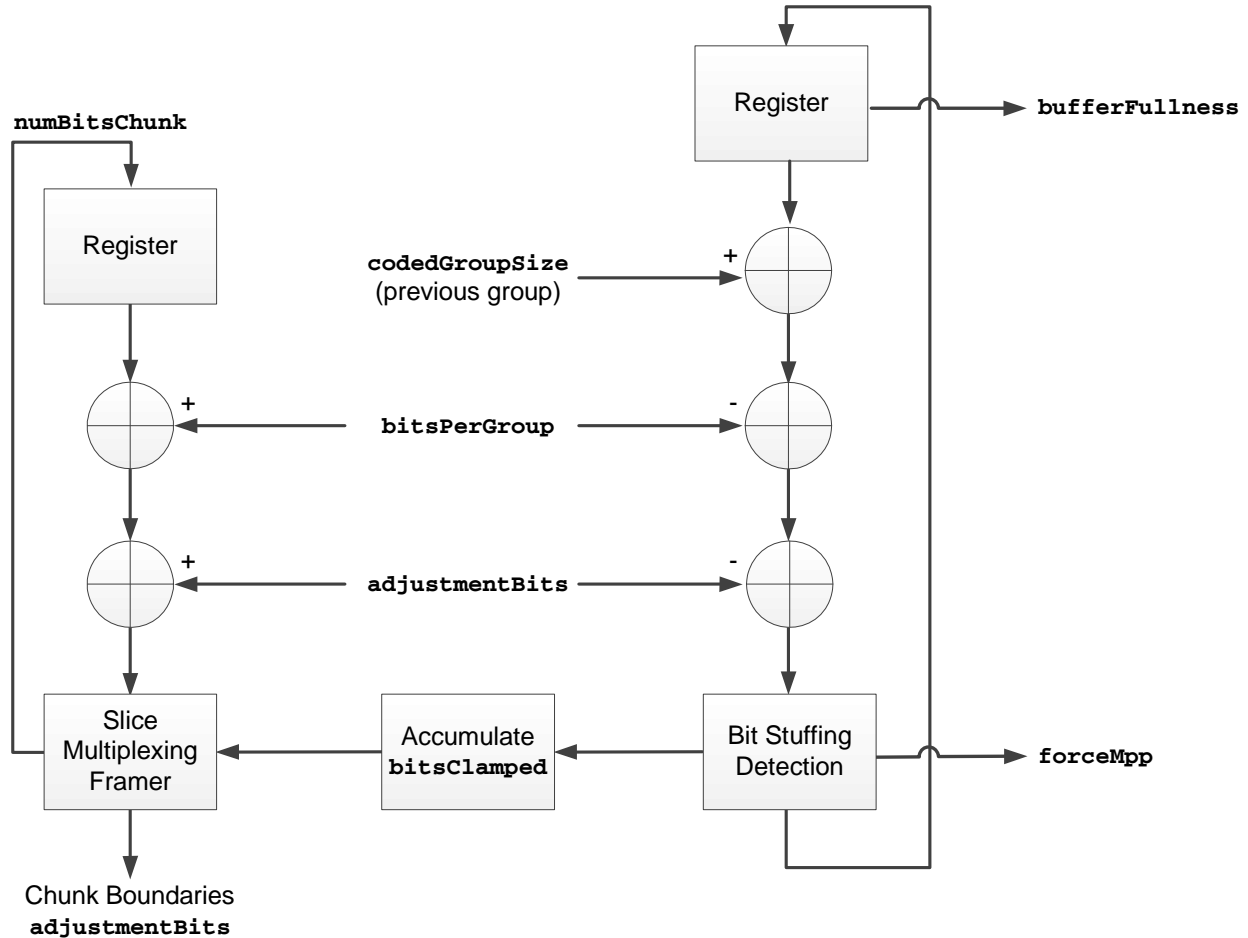 Register
bufferFullness
numBitsChunk
Register
codedGroupSize
(previous group)
+
+
bitsPerGroup
-
+
adjustmentBits
-
Slice
Multiplexing
Framer
Accumulate
bitsClamped
Bit Stuffing
Detection
forceMpp
Chunk Boundaries
adjustmentBits